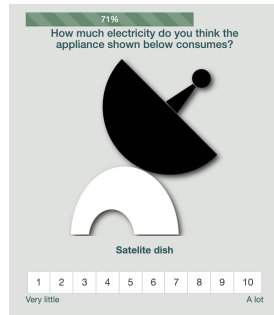 71%
How much electricity do you think the
appliance shown below consumes?
Satelite dish
1 2 3 4 5 6 7 8 9 10
Very little A lot